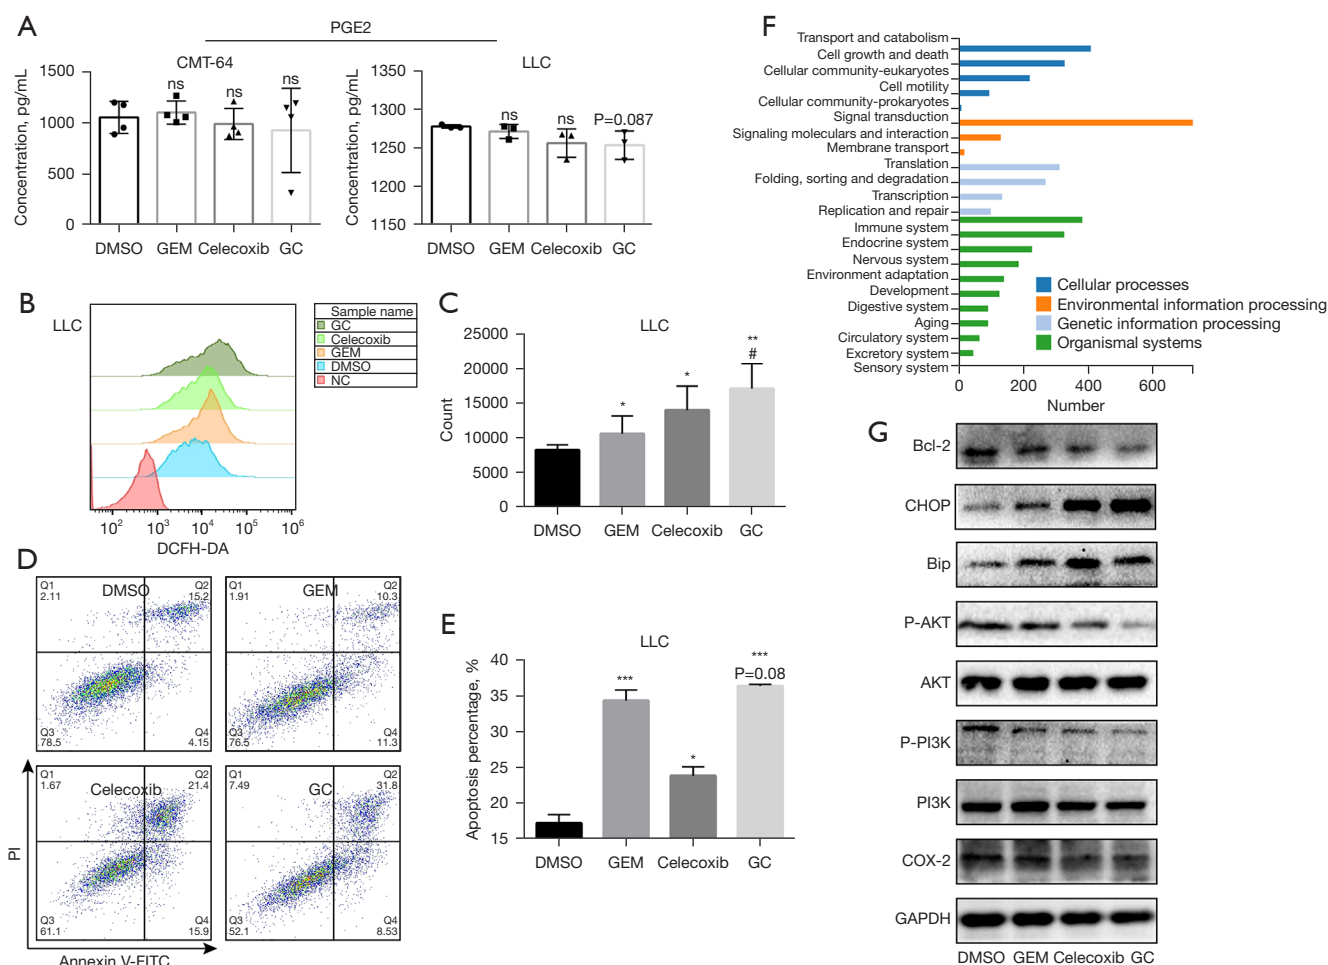 A
PGE2
CMT-64
Concentration, pg/mL
1500
1000
500
0
ns
ns
ns
DMSO
GEM
Celecoxib
GC
LLC
Concentration, pg/mL
1350
1300
1250
1200
1150
ns
ns
P=0.087
DMSO
GEM
Celecoxib
GC
B
LLC
Sample name
GC
Celecoxib
GEM
DMSO
NC
10² 10³ 10⁴ 10⁵ 10⁶
DCFH-DA
C
LLC
Count
25000
20000
15000
10000
5000
0
*
*
**
#
DMSO
GEM
Celecoxib
GC
D
DMSO
Q1
2.11
Q2
15.2
Q3
78.5
Q4
4.15
GEM
Q1
1.91
Q2
10.3
Q3
76.5
Q4
11.3
Celecoxib
Q1
1.67
Q2
21.4
Q3
61.1
Q4
15.9
GC
Q1
7.49
Q2
31.8
Q3
52.1
Q4
8.53
PI
Annexin V-FITC
E
LLC
Apoptosis percentage, %
40
35
30
25
20
15
***
*
***
P=0.08
DMSO
GEM
Celecoxib
GC
F
Transport and catabolism
Cell growth and death
Cellular community-eukaryotes
Cell motility
Cellular community-prokaryotes
Signal transduction
Signaling moleculars and interaction
Membrane transport
Translation
Folding, sorting and degradation
Transcription
Replication and repair
Immune system
Endocrine system
Nervous system
Environment adaptation
Development
Digestive system
Aging
Circulatory system
Excretory system
Sensory system
Cellular processes
Environmental information processing
Genetic information processing
Organismal systems
0 200 400 600
Number
G
Bcl-2
CHOP
Bip
P-AKT
AKT
P-PI3K
PI3K
COX-2
GAPDH
DMSO GEM Celecoxib GC